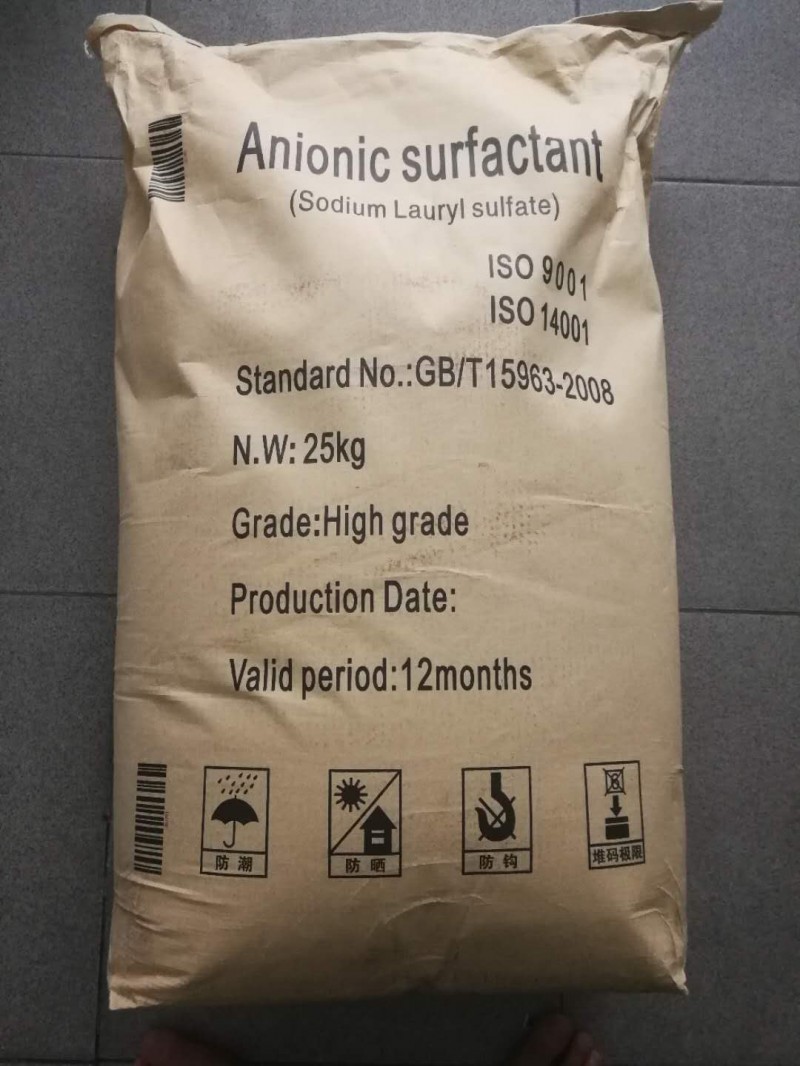 Anionic surfactant
(Sodium Lauryl sulfate)
ISO 9001
ISO 14001
Standard No.:GB/T15963-2008
N.W: 25kg
Grade:High grade
Production Date:
Valid period:12months
防潮
防晒
防钩
6
堆码极限